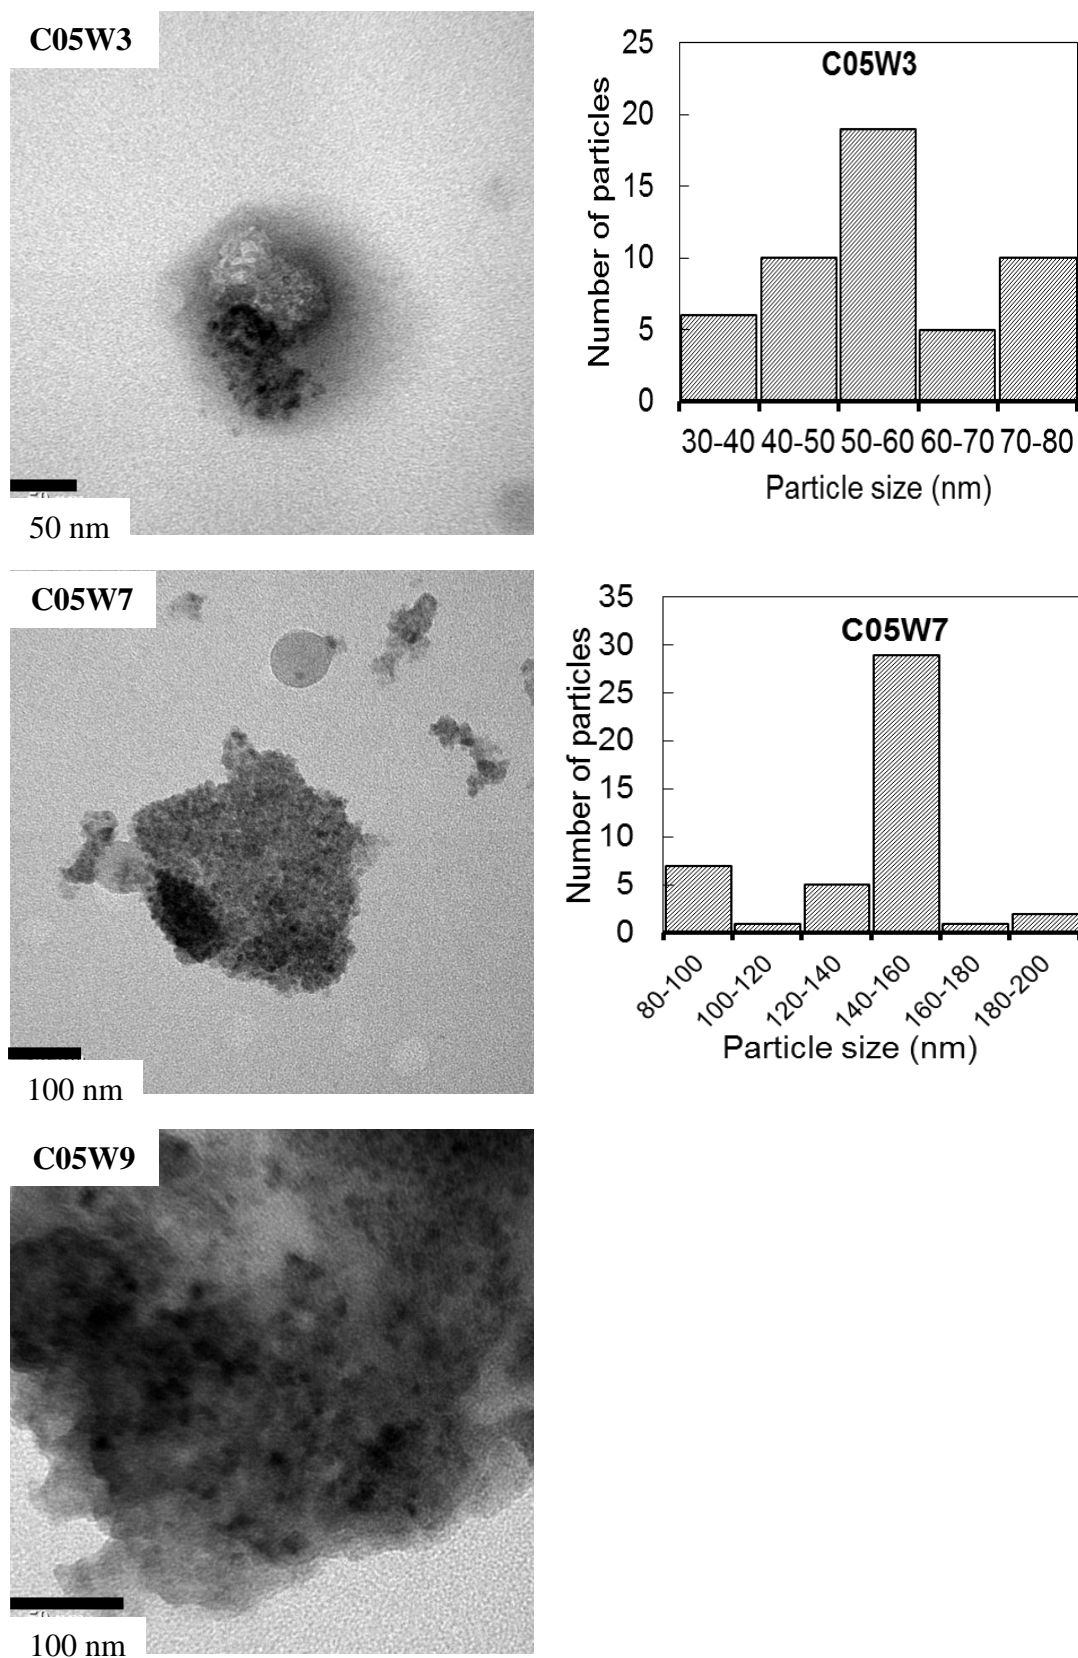 C05W3
50 nm
25
20
15
10
5
0
C05W3
Number of particles
30-40 40-50 50-60 60-70 70-80
Particle size (nm)
C05W7
100 nm
35
30
25
20
15
10
5
0
C05W7
Number of particles
80-100 100-120 120-140 140-160 160-180 180-200
Particle size (nm)
C05W9
100 nm